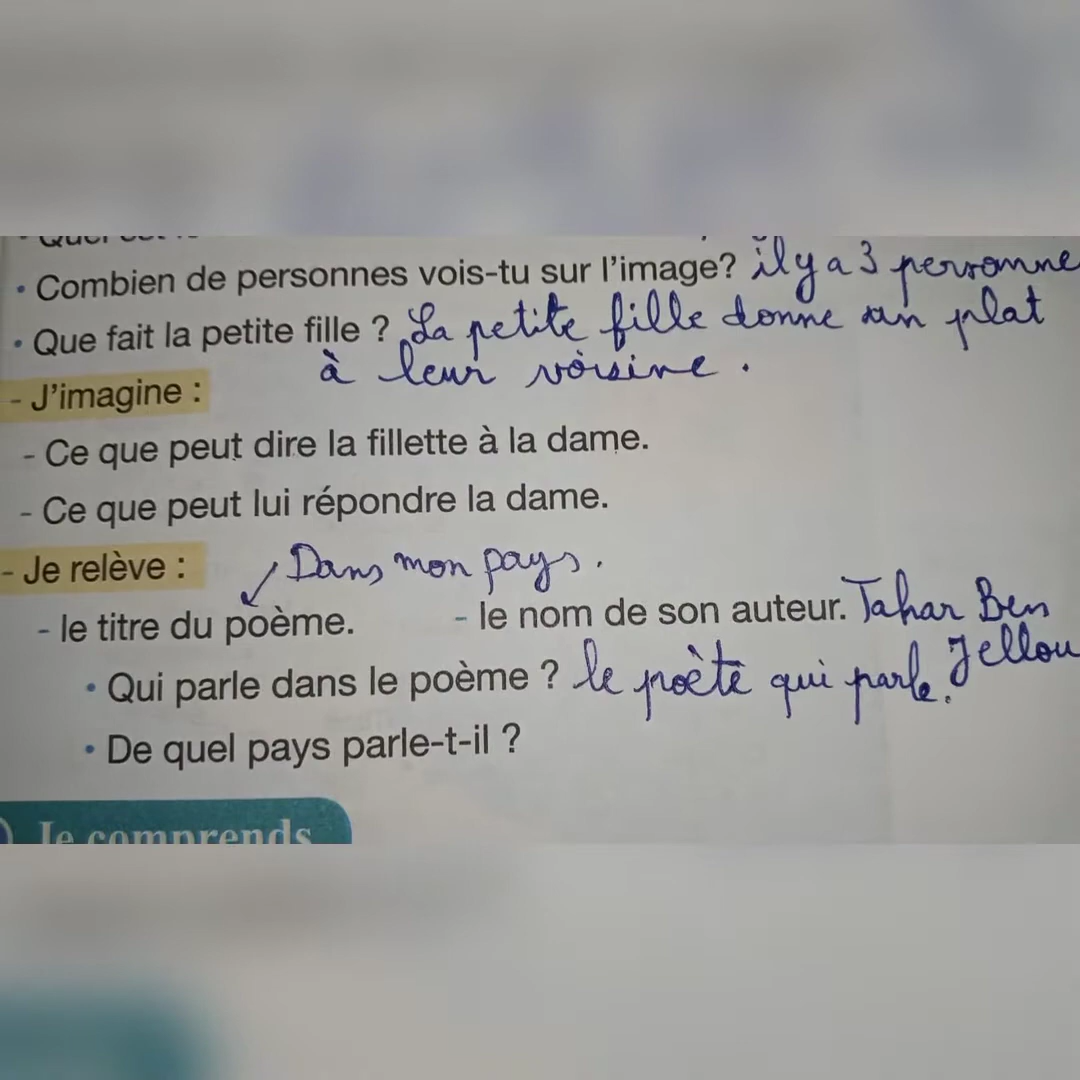 • Combien de personnes vois-tu sur l'image? il y a 3 personne
• Que fait la petite fille ? La petite fille donne un plat
à leur voisine.
- J'imagine :
- Ce que peut dire la fillette à la dame.
- Ce que peut lui répondre la dame.
- Je relève : Dans mon pays.
- le titre du poème. - le nom de son auteur. Tahar Ben
Jellou
• Qui parle dans le poème ? le poète qui parle.
• De quel pays parle-t-il ?
Je comprends